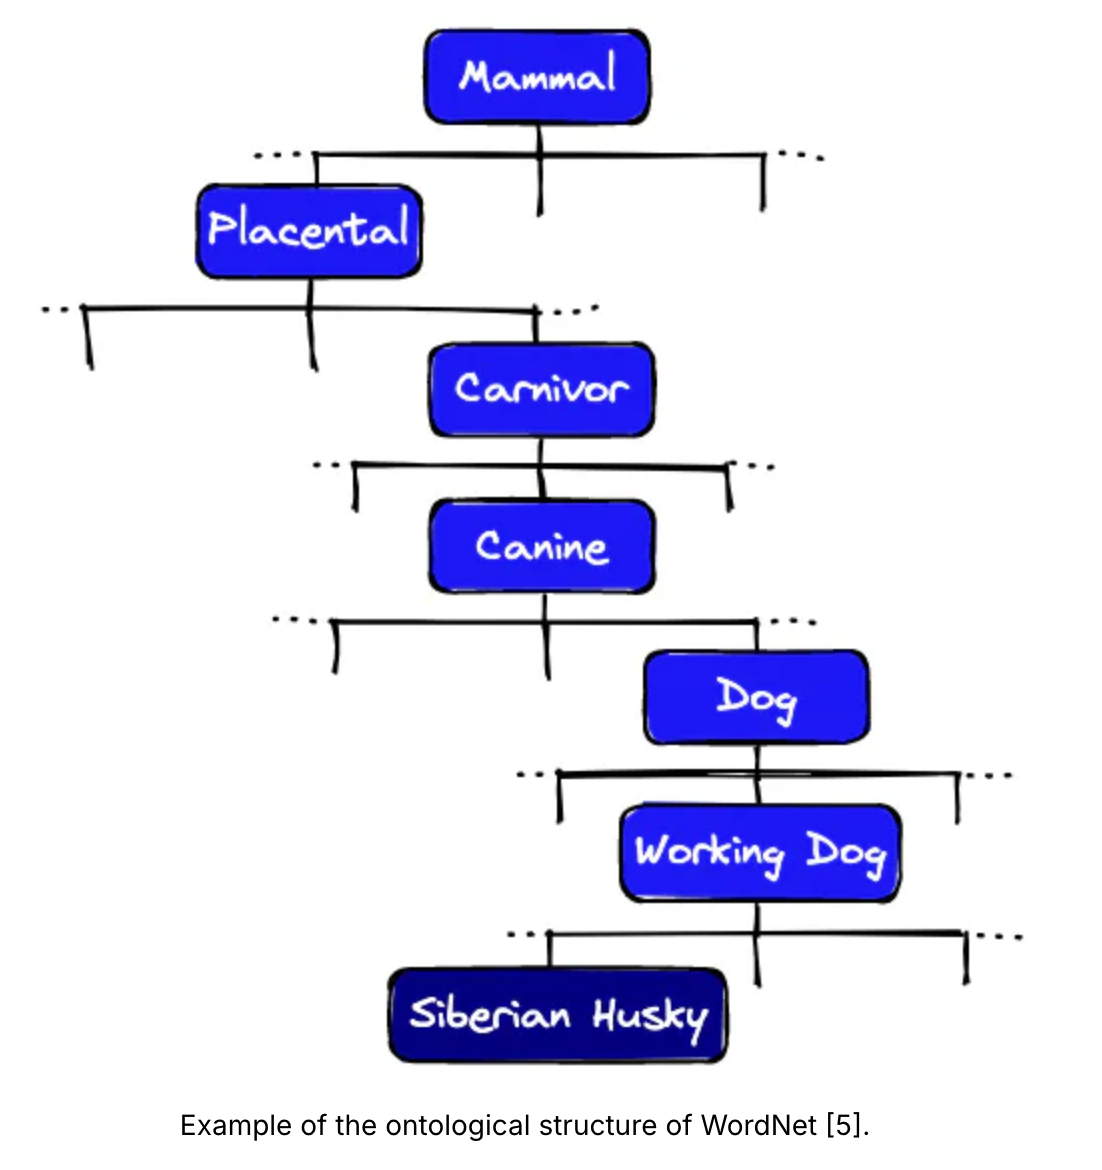 Mammal
Placental
Carnivor
Canine
Dog
Working Dog
Siberian Husky
Example of the ontological structure of WordNet [5].